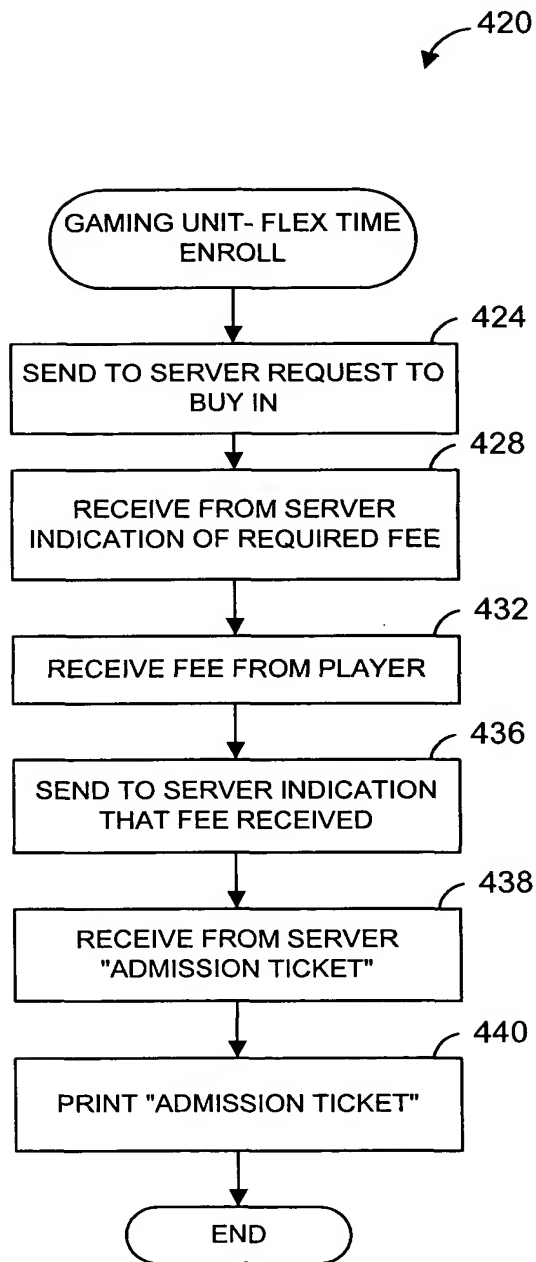 420
GAMING UNIT- FLEX TIME
ENROLL
424
SEND TO SERVER REQUEST TO
BUY IN
428
RECEIVE FROM SERVER
INDICATION OF REQUIRED FEE
432
RECEIVE FEE FROM PLAYER
436
SEND TO SERVER INDICATION
THAT FEE RECEIVED
438
RECEIVE FROM SERVER
"ADMISSION TICKET"
440
PRINT "ADMISSION TICKET"
END